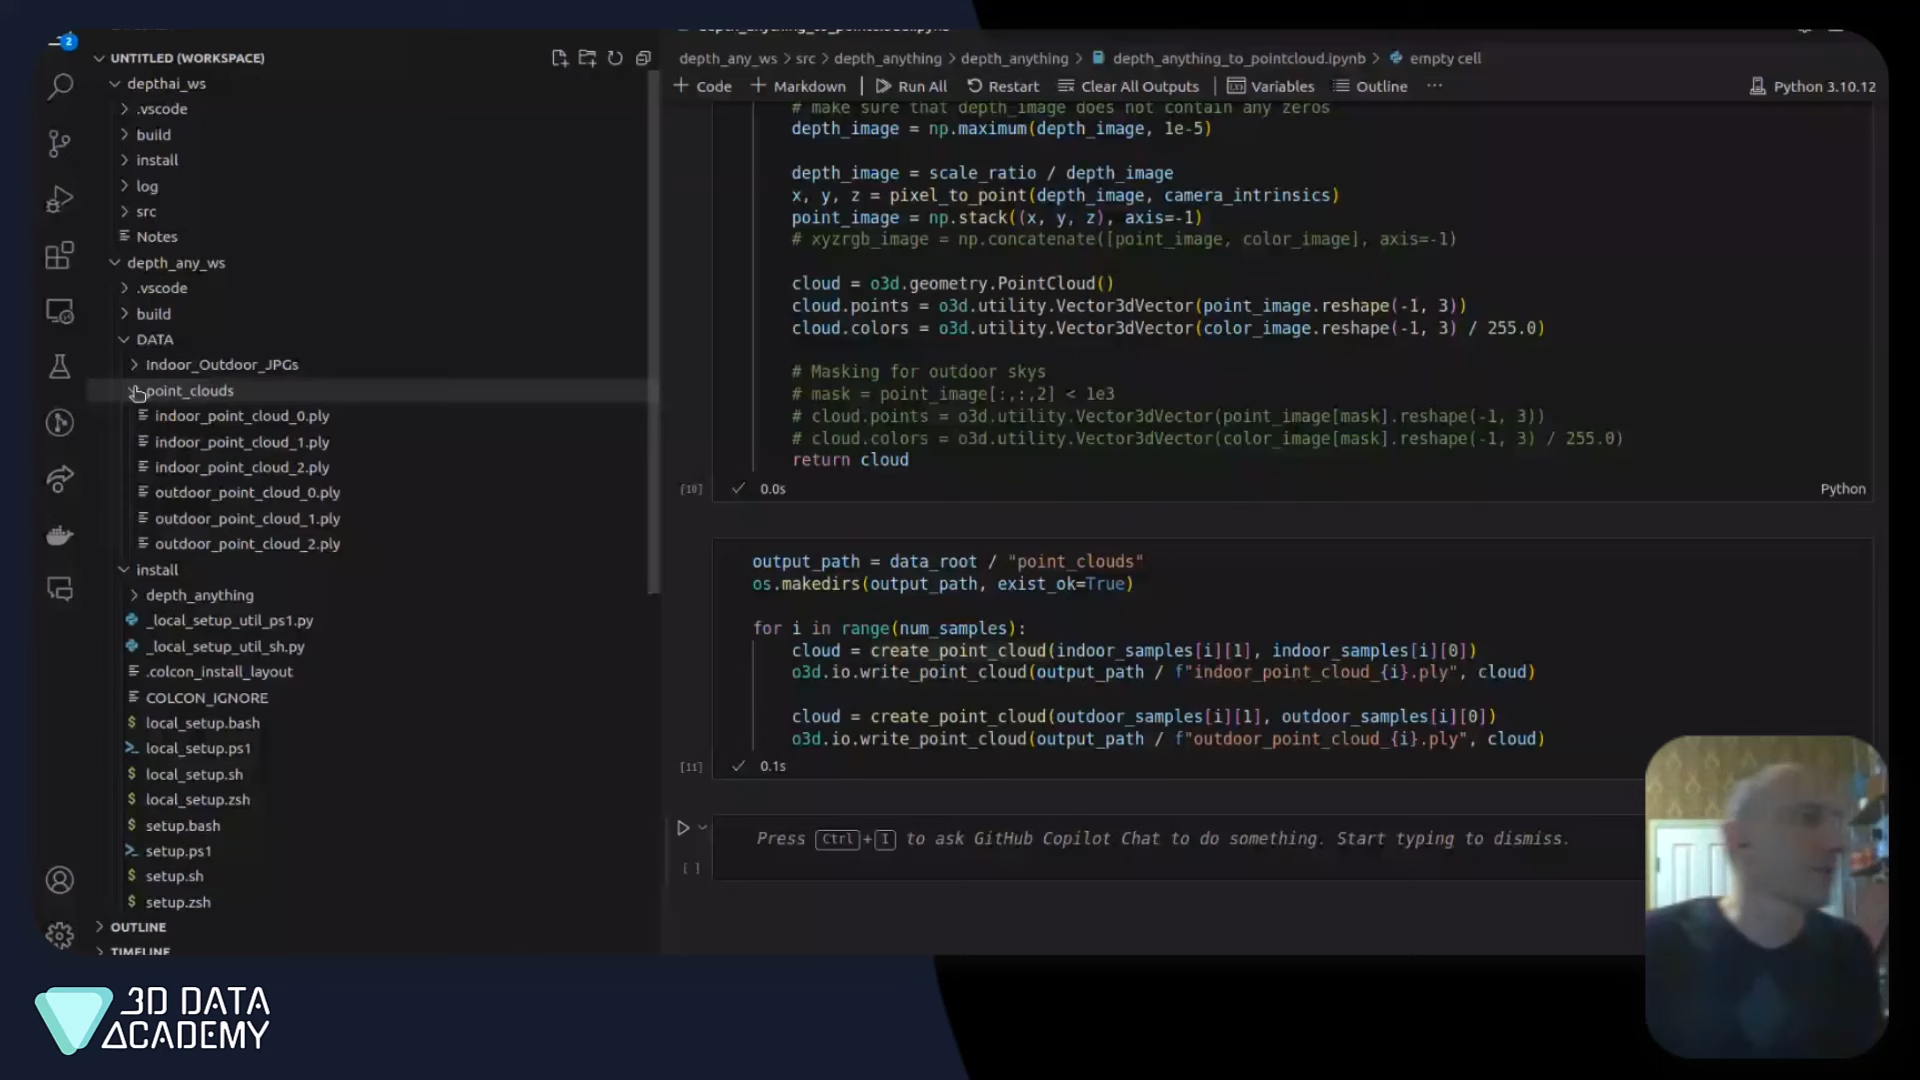 2
UNTITLED (WORKSPACE)
depthai_ws
.vscode
build
install
log
src
Notes
depth_any_ws
.vscode
build
DATA
Indoor_Outdoor_JPGs
point_clouds
indoor_point_cloud_0.ply
indoor_point_cloud_1.ply
indoor_point_cloud_2.ply
outdoor_point_cloud_0.ply
outdoor_point_cloud_1.ply
outdoor_point_cloud_2.ply
install
depth_anything
_local_setup_util_ps1.py
_local_setup_util_sh.py
.colcon_install_layout
COLCON_IGNORE
local_setup.bash
local_setup.ps1
local_setup.sh
local_setup.zsh
setup.bash
setup.ps1
setup.sh
setup.zsh
OUTLINE
TIMELINE
depth_anything_to_pointcloud.ipynb
depth_any_ws > src > depth_anything > depth_anything > depth_anything_to_pointcloud.ipynb > empty cell
+ Code + Markdown | Run All Restart Clear All Outputs | Variables Outline ... Python 3.10.12
# make sure that depth_image does not contain any zeros
depth_image = np.maximum(depth_image, 1e-5)
depth_image = scale_ratio / depth_image
x, y, z = pixel_to_point(depth_image, camera_intrinsics)
point_image = np.stack((x, y, z), axis=-1)
# xyzrgb_image = np.concatenate([point_image, color_image], axis=-1)
cloud = o3d.geometry.PointCloud()
cloud.points = o3d.utility.Vector3dVector(point_image.reshape(-1, 3))
cloud.colors = o3d.utility.Vector3dVector(color_image.reshape(-1, 3) / 255.0)
# Masking for outdoor skys
# mask = point_image[:,:,2] < 1e3
# cloud.points = o3d.utility.Vector3dVector(point_image[mask].reshape(-1, 3))
# cloud.colors = o3d.utility.Vector3dVector(color_image[mask].reshape(-1, 3) / 255.0)
return cloud
[10] 0.0s Python
output_path = data_root / "point_clouds"
os.makedirs(output_path, exist_ok=True)
for i in range(num_samples):
cloud = create_point_cloud(indoor_samples[i][1], indoor_samples[i][0])
o3d.io.write_point_cloud(output_path / f"indoor_point_cloud_{i}.ply", cloud)
cloud = create_point_cloud(outdoor_samples[i][1], outdoor_samples[i][0])
o3d.io.write_point_cloud(output_path / f"outdoor_point_cloud_{i}.ply", cloud)
[11] 0.1s
Press Ctrl+I to ask GitHub Copilot Chat to do something. Start typing to dismiss.
[ ]
3D DATA
ACADEMY